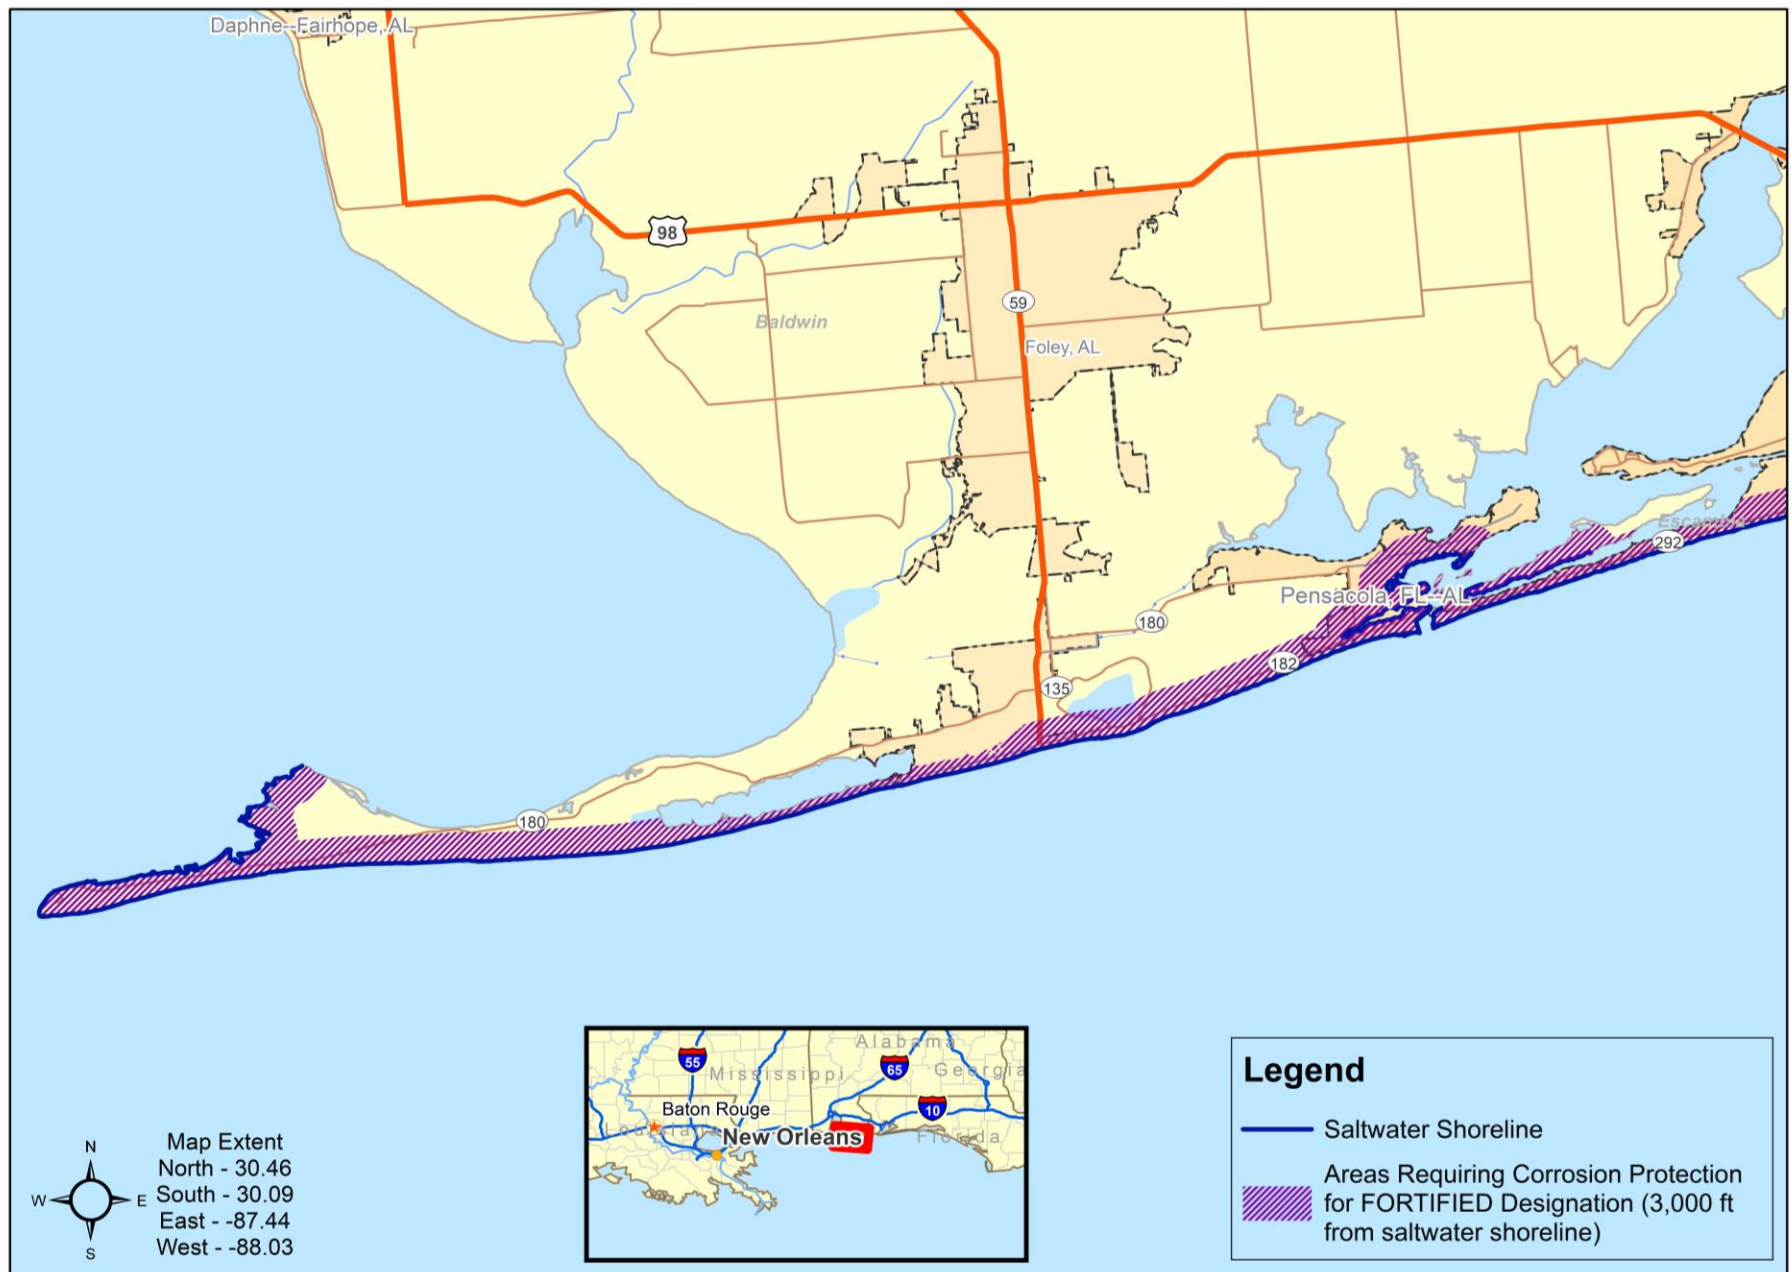 Daphne--Fairhope, AL
98
59
Baldwin
Foley, AL
Escambia
292
Pensacola, FL--AL
180
182
135
180
55
Alabama
65
Mississippi
Georgia
Baton Rouge
10
Louisiana
New Orleans
Florida
N
W
E
S
Map Extent
North - 30.46
South - 30.09
East - -87.44
West - -88.03
Legend
Saltwater Shoreline
Areas Requiring Corrosion Protection
for FORTIFIED Designation (3,000 ft
from saltwater shoreline)